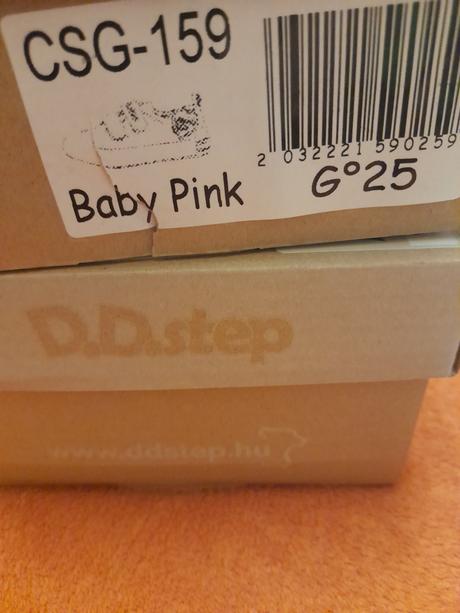 CSG-159
Baby Pink
2 032221 590259
G°25
D.D.step
www.ddstep.hu